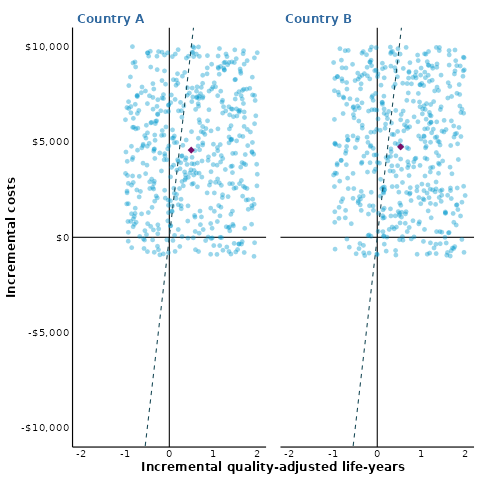 Country A
Country B
$10,000
$5,000
$0
-$5,000
-$10,000
Incremental costs
-2 -1 0 1 2
-2 -1 0 1 2
Incremental quality-adjusted life-years